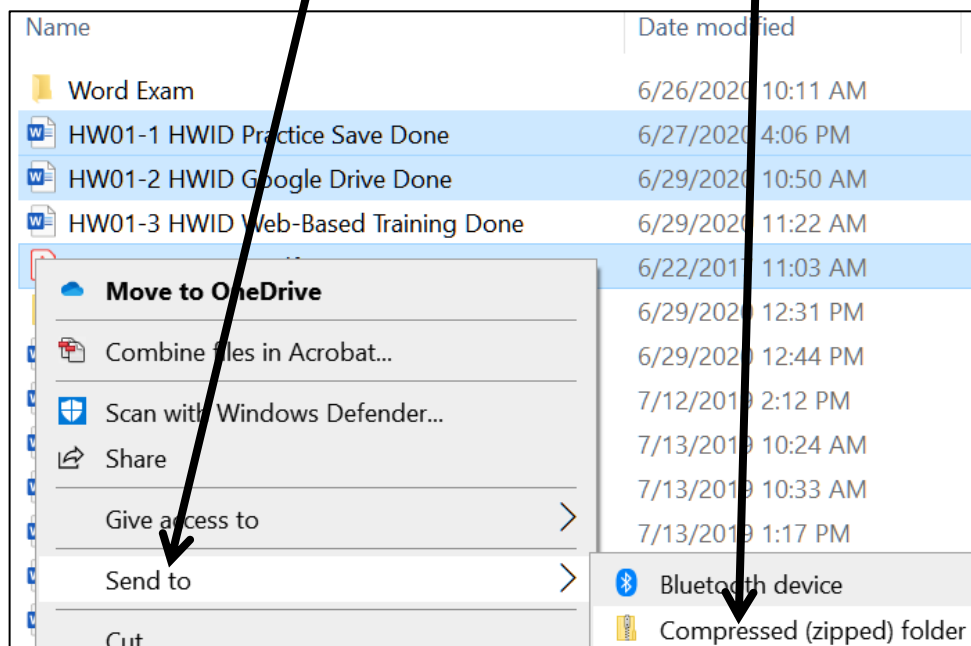 Name Date modified
Word Exam 6/26/2020 10:11 AM
HW01-1 HWID Practice Save Done 6/27/2020 4:06 PM
HW01-2 HWID Google Drive Done 6/29/2020 10:50 AM
HW01-3 HWID Web-Based Training Done 6/29/2020 11:22 AM
6/22/2017 11:03 AM
Move to OneDrive
6/29/2020 12:31 PM
Combine files in Acrobat... 6/29/2020 12:44 PM
7/12/2019 2:12 PM
Scan with Windows Defender...
7/13/2019 10:24 AM
Share
7/13/2019 10:33 AM
Give access to
7/13/2019 1:17 PM
Send to
Bluetooth device
Compressed (zipped) folder
Cut